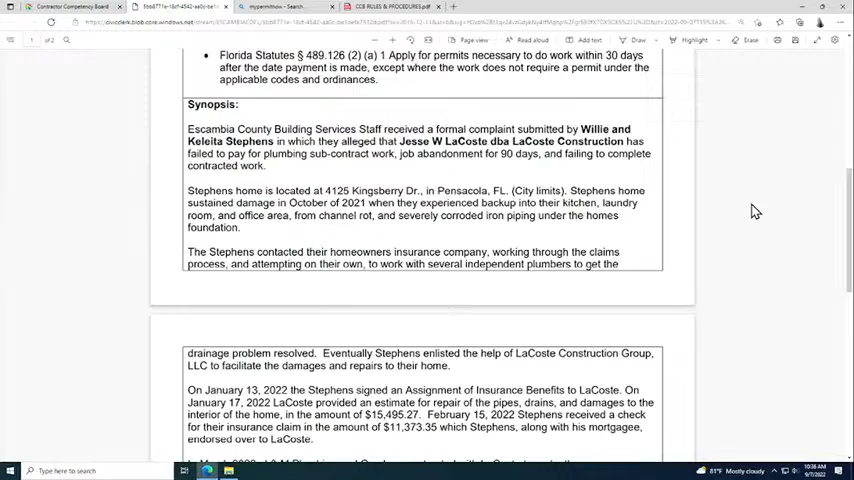 Contractor Competency Board
5bb8771e-18cf-4542-aa0c-be1
mypermitnow - Search
CCB RULES & PROCEDURES.pdf
1 of 2
Page view
Read aloud
Add text
Draw
Highlight
Erase
• Florida Statutes § 489.126 (2) (a) 1 Apply for permits necessary to do work within 30 days
after the date payment is made, except where the work does not require a permit under the
applicable codes and ordinances.
Synopsis:
Escambia County Building Services Staff received a formal complaint submitted by Willie and
Keleita Stephens in which they alleged that Jesse W LaCoste dba LaCoste Construction has
failed to pay for plumbing sub-contract work, job abandonment for 90 days, and failing to complete
contracted work.
Stephens home is located at 4125 Kingsberry Dr., in Pensacola, FL. (City limits). Stephens home
sustained damage in October of 2021 when they experienced backup into their kitchen, laundry
room, and office area, from channel rot, and severely corroded iron piping under the homes
foundation.
The Stephens contacted their homeowners insurance company, working through the claims
process, and attempting on their own, to work with several independent plumbers to get the
drainage problem resolved. Eventually Stephens enlisted the help of LaCoste Construction Group,
LLC to facilitate the damages and repairs to their home.
On January 13, 2022 the Stephens signed an Assignment of Insurance Benefits to LaCoste. On
January 17, 2022 LaCoste provided an estimate for repair of the pipes, drains, and damages to the
interior of the home, in the amount of $15,495.27. February 15, 2022 Stephens received a check
for their insurance claim in the amount of $11,373.35 which Stephens, along with his mortgagee,
endorsed over to LaCoste.
Type here to search
81°F Mostly cloudy
10:36 AM
9/7/2022